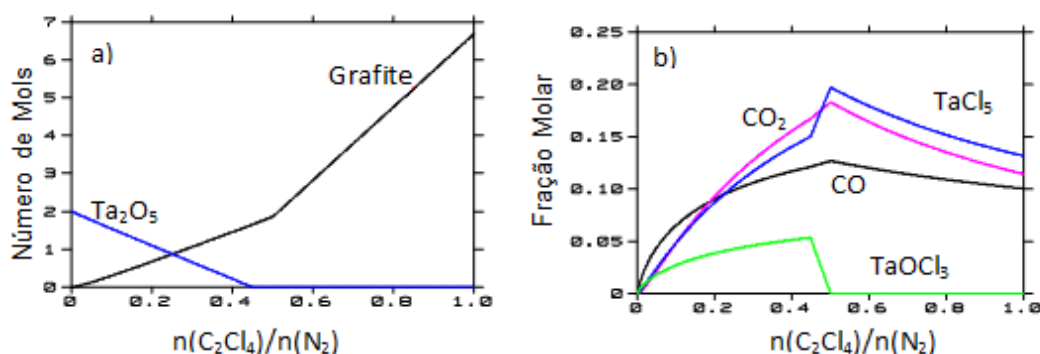 a)
Número de Mols
7
6
5
4
3
2
1
0
Grafite
Ta₂O₅
0 0.2 0.4 0.6 0.8 1.0
n(C₂Cl₄)/n(N₂)
b)
Fração Molar
0.25
0.20
0.15
0.10
0.05
0
TaCl₅
CO₂
CO
TaOCl₃
0 0.2 0.4 0.6 0.8 1.0
n(C₂Cl₄)/n(N₂)